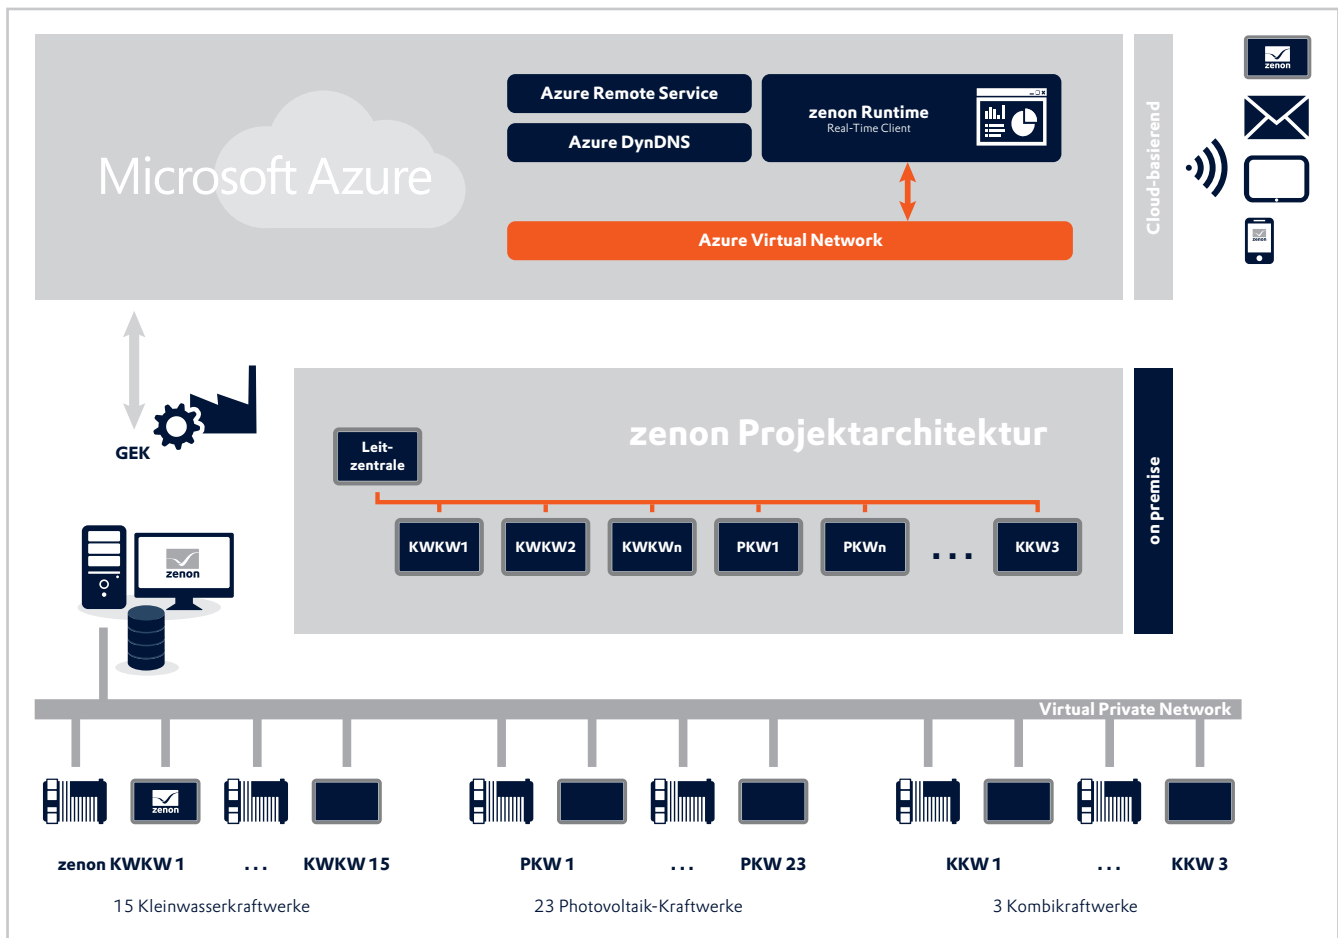 Microsoft Azure
Azure Remote Service
Azure DynDNS
zenon Runtime
Real-Time Client
Azure Virtual Network
Cloud-basierend
zenon
zenon
GEK
zenon Projektarchitektur
Leit-
zentrale
KWKW1
KWKW2
KWKWn
PKW1
PKWn
...
KKW3
on premise
zenon
Virtual Private Network
zenon
zenon KWKW 1
...
KWKW 15
PKW 1
...
PKW 23
KKW 1
...
KKW 3
15 Kleinwasserkraftwerke
23 Photovoltaik-Kraftwerke
3 Kombikraftwerke